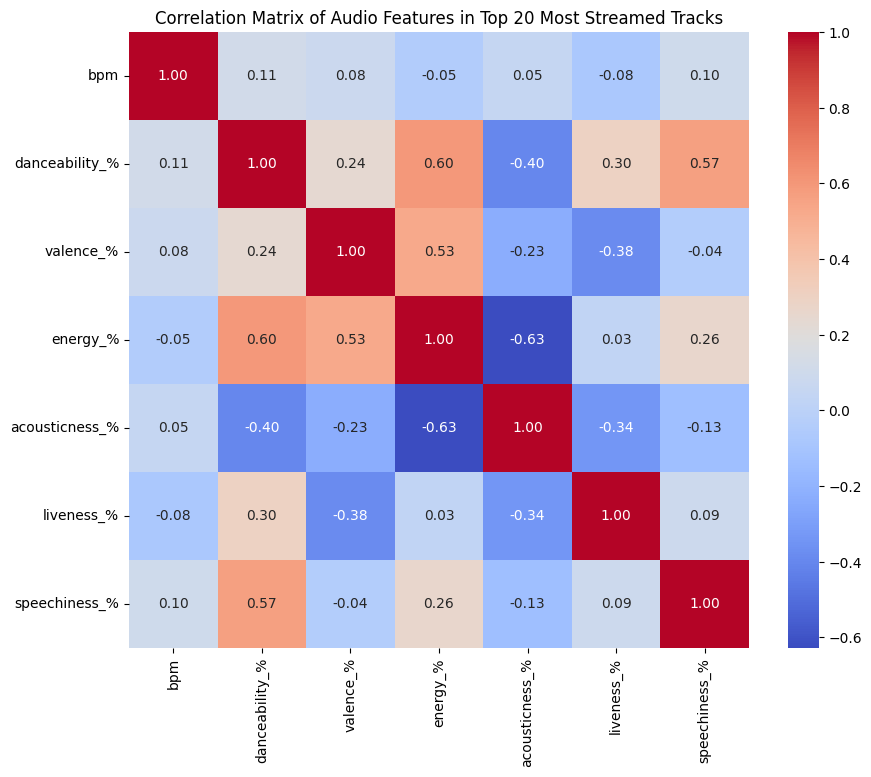 Correlation Matrix of Audio Features in Top 20 Most Streamed Tracks
bpm 1.00 0.11 0.08 -0.05 0.05 -0.08 0.10
danceability_% 0.11 1.00 0.24 0.60 -0.40 0.30 0.57
valence_% 0.08 0.24 1.00 0.53 -0.23 -0.38 -0.04
energy_% -0.05 0.60 0.53 1.00 -0.63 0.03 0.26
acousticness_% 0.05 -0.40 -0.23 -0.63 1.00 -0.34 -0.13
liveness_% -0.08 0.30 -0.38 0.03 -0.34 1.00 0.09
speechiness_% 0.10 0.57 -0.04 0.26 -0.13 0.09 1.00
bpm
danceability_%
valence_%
energy_%
acousticness_%
liveness_%
speechiness_%
1.0
0.8
0.6
0.4
0.2
0.0
-0.2
-0.4
-0.6